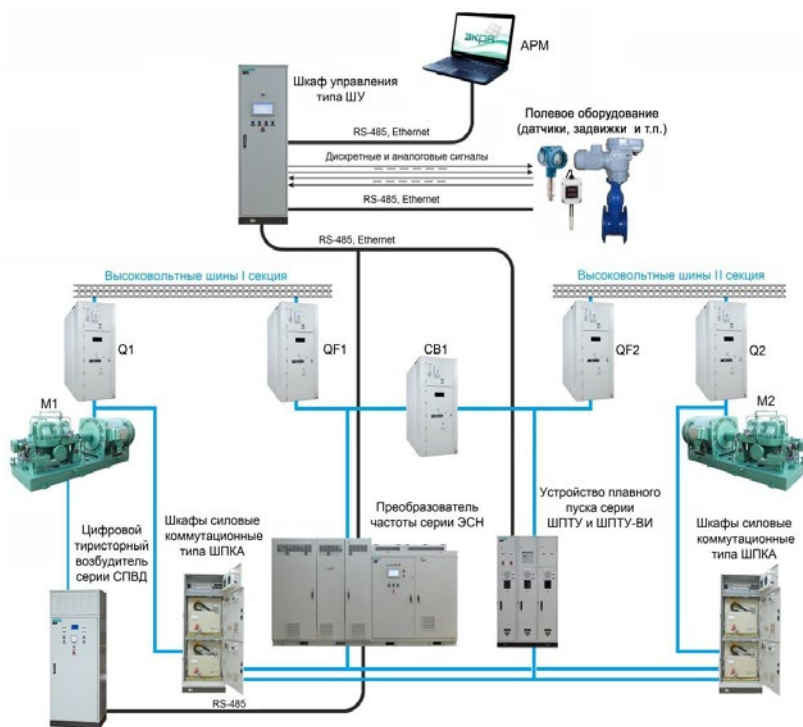 экра
АРМ
Шкаф управления
типа ШУ
Полевое оборудование
(датчики, задвижки и т.п.)
RS-485, Ethernet
Дискретные и аналоговые сигналы
RS-485, Ethernet
RS-485, Ethernet
Высоковольтные шины I секция
Высоковольтные шины II секция
Q1
QF1
СВ1
QF2
Q2
М1
М2
Цифровой
тиристорный
возбудитель
серии СПВД
Шкафы силовые
коммутационные
типа ШПКА
Преобразователь
частоты серии ЭСН
Устройство плавного
пуска серии
ШПТУ и ШПТУ-ВИ
Шкафы силовые
коммутационные
типа ШПКА
RS-485